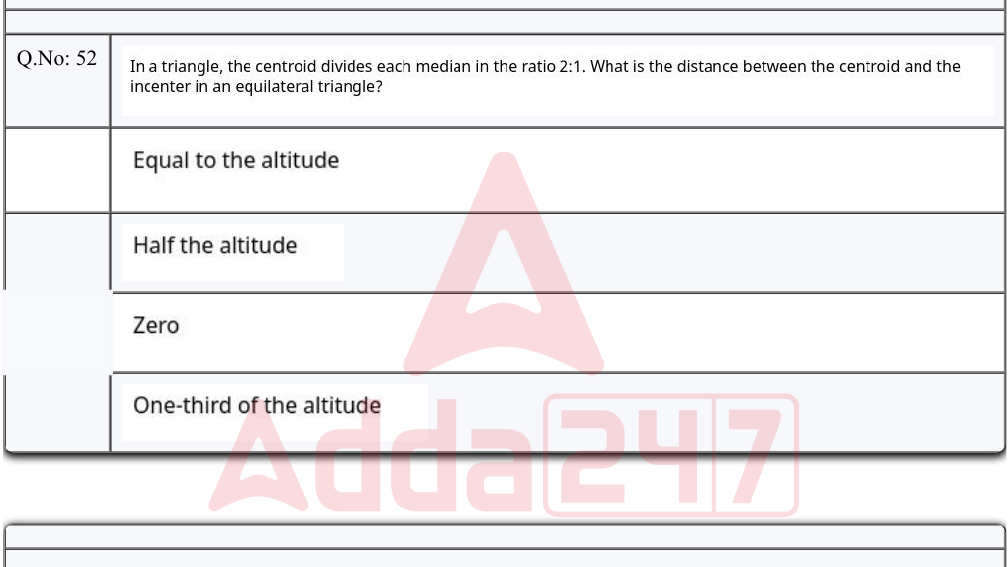 Q.No: 52
In a triangle, the centroid divides each median in the ratio 2:1. What is the distance between the centroid and the
incenter in an equilateral triangle?
Equal to the altitude
Half the altitude
Zero
One-third of the altitude
Adda247